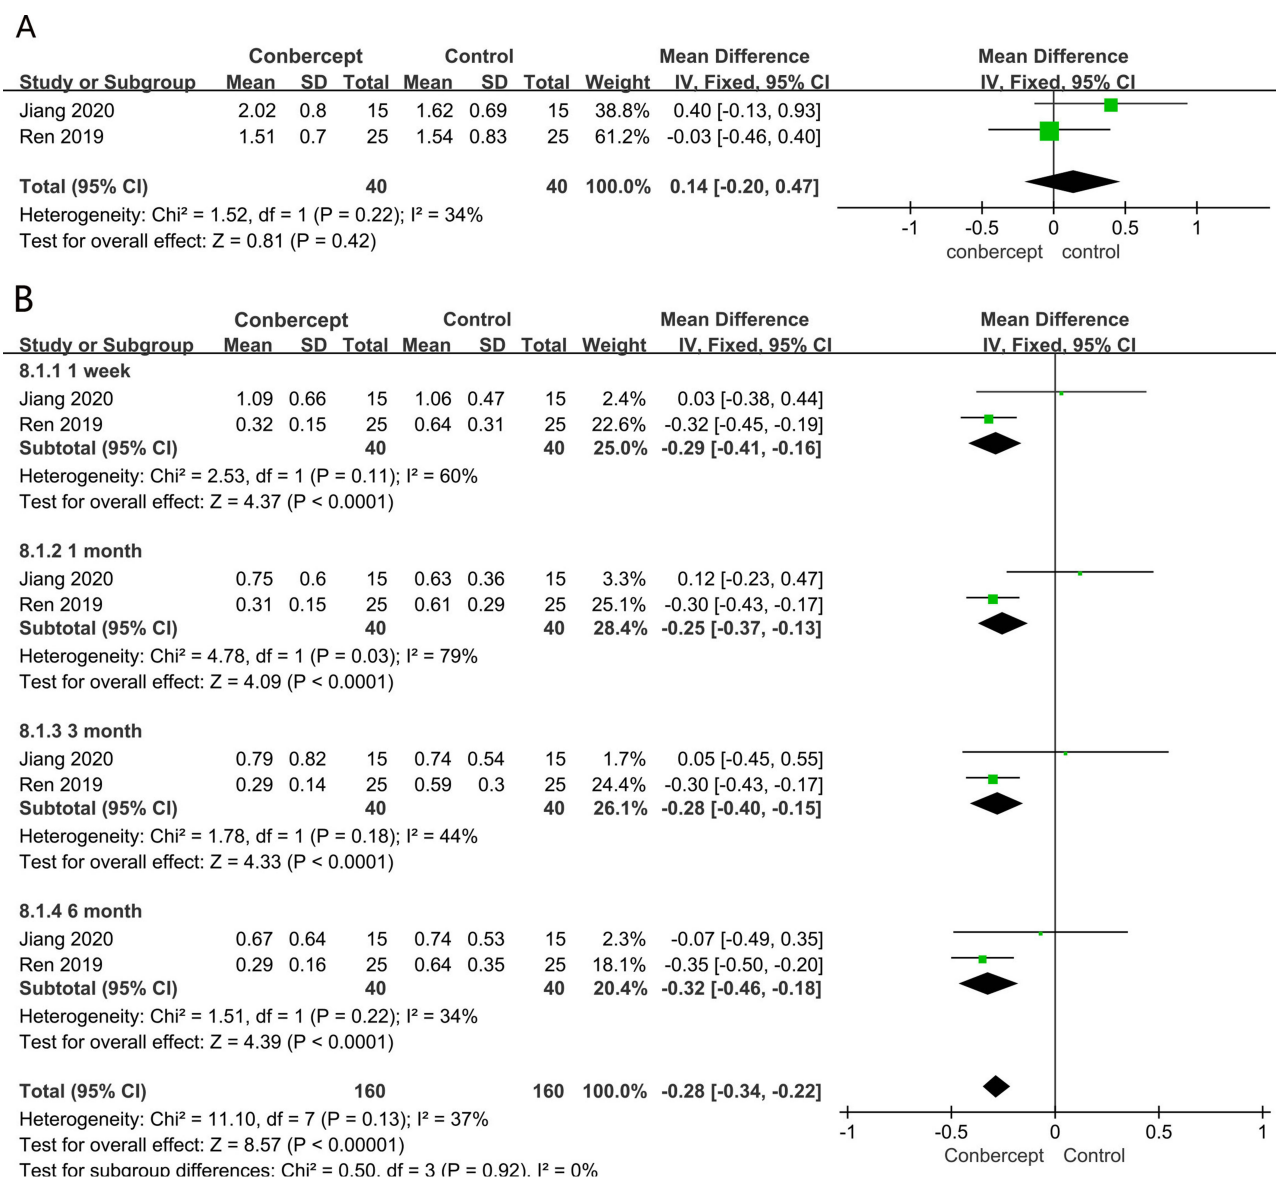 A
Conbercept Control Mean Difference Mean Difference
Study or Subgroup Mean SD Total Mean SD Total Weight IV, Fixed, 95% CI IV, Fixed, 95% CI
Jiang 2020 2.02 0.8 15 1.62 0.69 15 38.8% 0.40 [-0.13, 0.93]
Ren 2019 1.51 0.7 25 1.54 0.83 25 61.2% -0.03 [-0.46, 0.40]
Total (95% CI) 40 40 100.0% 0.14 [-0.20, 0.47]
Heterogeneity: Chi² = 1.52, df = 1 (P = 0.22); I² = 34%
Test for overall effect: Z = 0.81 (P = 0.42)
-1 -0.5 0 0.5 1
conbercept control
B
Conbercept Control Mean Difference Mean Difference
Study or Subgroup Mean SD Total Mean SD Total Weight IV, Fixed, 95% CI IV, Fixed, 95% CI
8.1.1 1 week
Jiang 2020 1.09 0.66 15 1.06 0.47 15 2.4% 0.03 [-0.38, 0.44]
Ren 2019 0.32 0.15 25 0.64 0.31 25 22.6% -0.32 [-0.45, -0.19]
Subtotal (95% CI) 40 40 25.0% -0.29 [-0.41, -0.16]
Heterogeneity: Chi² = 2.53, df = 1 (P = 0.11); I² = 60%
Test for overall effect: Z = 4.37 (P < 0.0001)
8.1.2 1 month
Jiang 2020 0.75 0.6 15 0.63 0.36 15 3.3% 0.12 [-0.23, 0.47]
Ren 2019 0.31 0.15 25 0.61 0.29 25 25.1% -0.30 [-0.43, -0.17]
Subtotal (95% CI) 40 40 28.4% -0.25 [-0.37, -0.13]
Heterogeneity: Chi² = 4.78, df = 1 (P = 0.03); I² = 79%
Test for overall effect: Z = 4.09 (P < 0.0001)
8.1.3 3 month
Jiang 2020 0.79 0.82 15 0.74 0.54 15 1.7% 0.05 [-0.45, 0.55]
Ren 2019 0.29 0.14 25 0.59 0.3 25 24.4% -0.30 [-0.43, -0.17]
Subtotal (95% CI) 40 40 26.1% -0.28 [-0.40, -0.15]
Heterogeneity: Chi² = 1.78, df = 1 (P = 0.18); I² = 44%
Test for overall effect: Z = 4.33 (P < 0.0001)
8.1.4 6 month
Jiang 2020 0.67 0.64 15 0.74 0.53 15 2.3% -0.07 [-0.49, 0.35]
Ren 2019 0.29 0.16 25 0.64 0.35 25 18.1% -0.35 [-0.50, -0.20]
Subtotal (95% CI) 40 40 20.4% -0.32 [-0.46, -0.18]
Heterogeneity: Chi² = 1.51, df = 1 (P = 0.22); I² = 34%
Test for overall effect: Z = 4.39 (P < 0.0001)
Total (95% CI) 160 160 100.0% -0.28 [-0.34, -0.22]
Heterogeneity: Chi² = 11.10, df = 7 (P = 0.13); I² = 37%
Test for overall effect: Z = 8.57 (P < 0.00001)
Test for subgroup differences: Chi² = 0.50, df = 3 (P = 0.92), I² = 0%
-1 -0.5 0 0.5 1
Conbercept Control